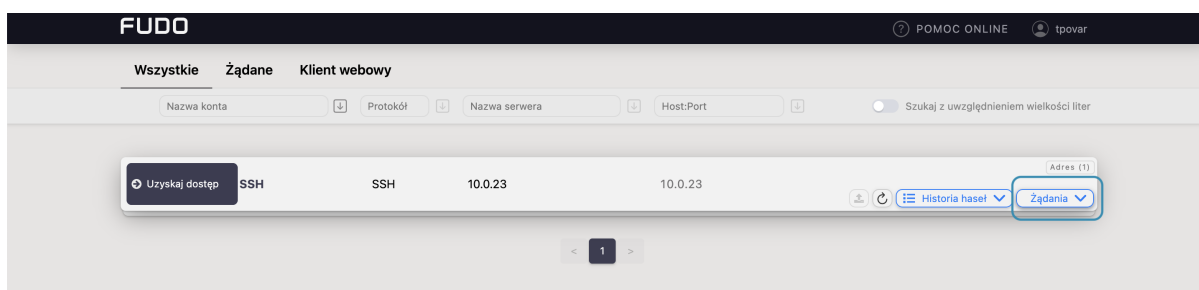 FUDO
POMOC ONLINE tpovar
Wszystkie Żądane Klient webowy
Nazwa konta Protokół Nazwa serwera Host:Port Szukaj z uwzględnieniem wielkości liter
Adres (1)
Uzyskaj dostęp SSH SSH 10.0.23 10.0.23
Historia haseł Żądania
< 1 >